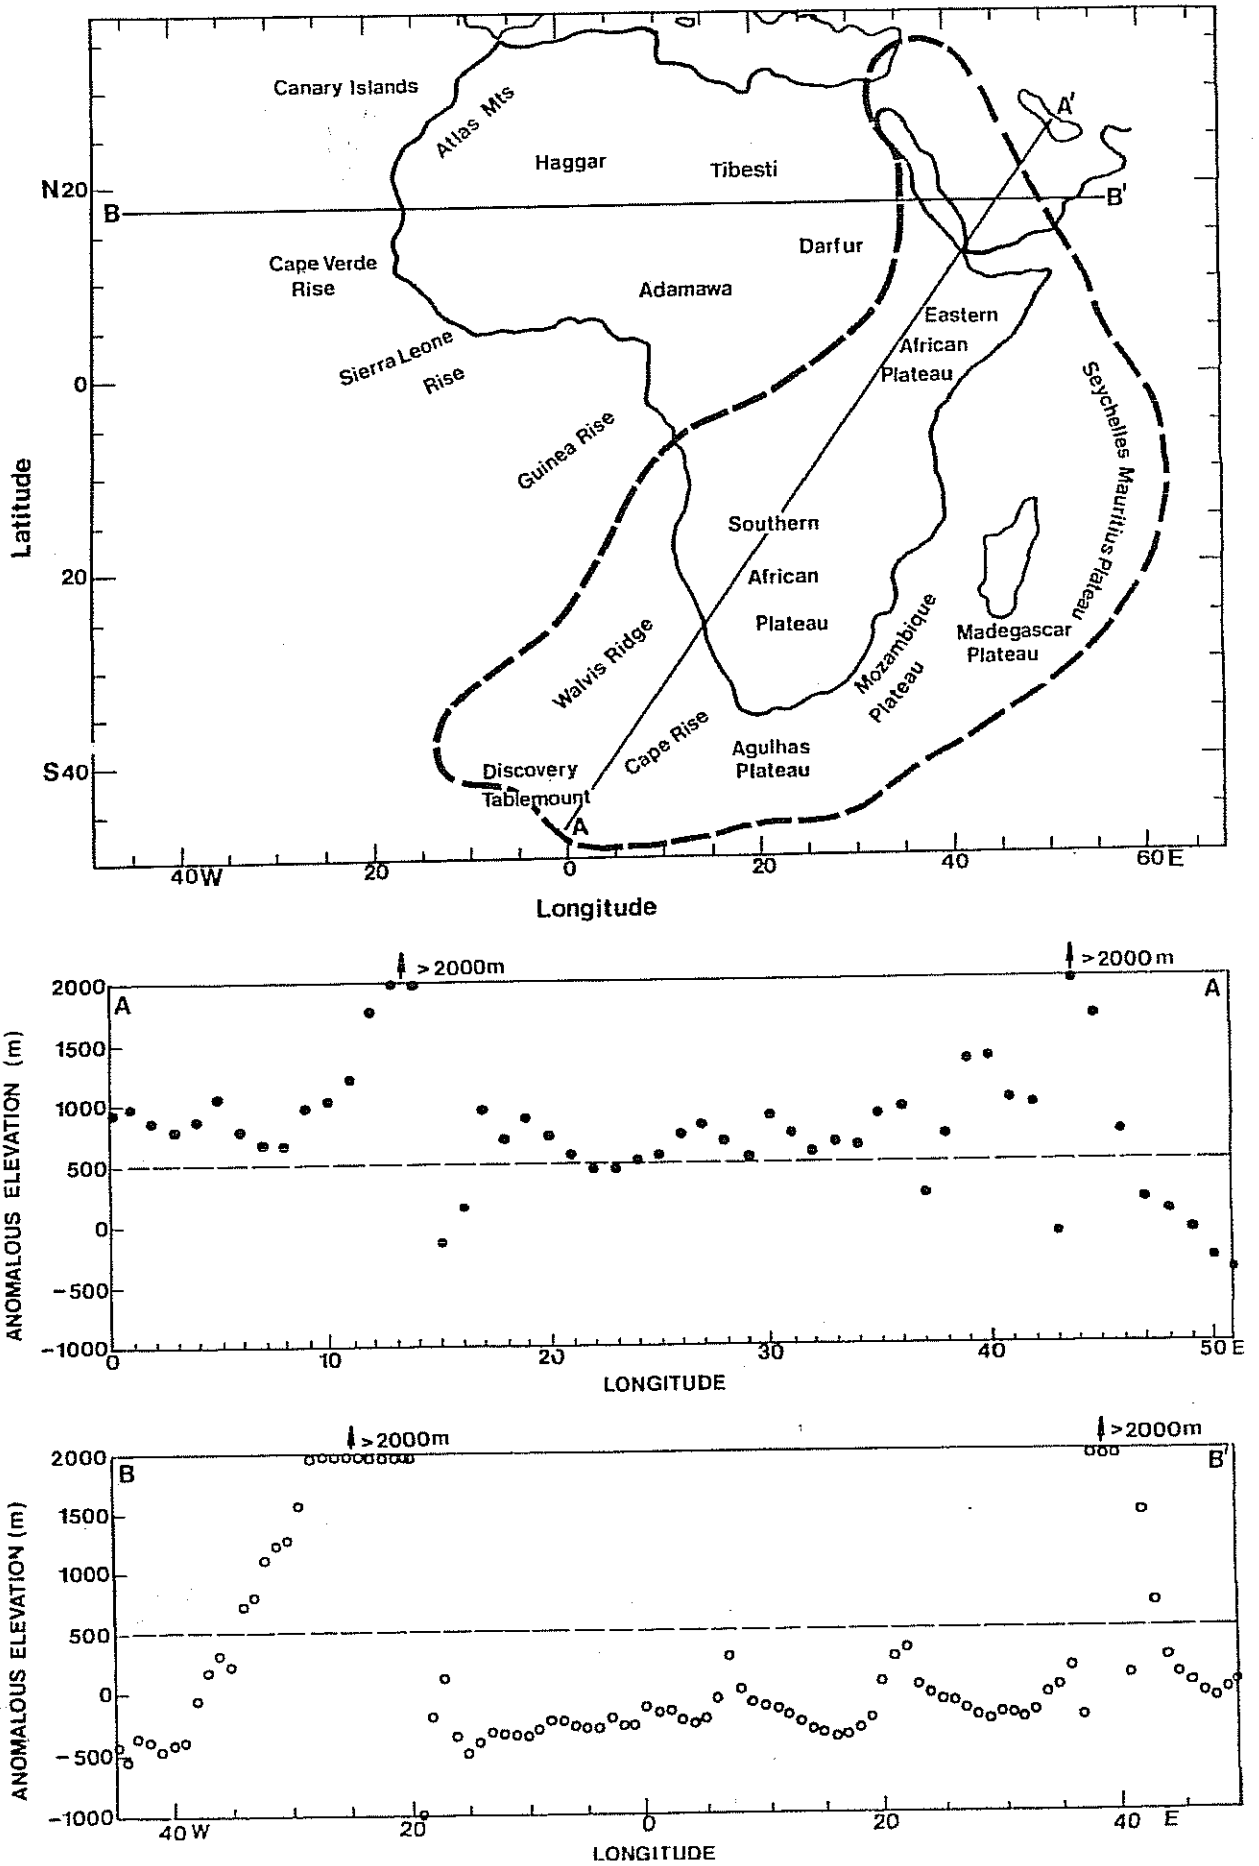 Canary Islands
Atlas Mts
A'
Haggar
Tibesti
N20
B
B'
Darfur
Cape Verde
Rise
Adamawa
Eastern
African
Plateau
Sierra Leone
Rise
0
Seychelles Mauritius Plateau
Guinea Rise
Latitude
Southern
African
Plateau
20
Walvis Ridge
Mozambique
Plateau
Madegascar
Plateau
Cape Rise
Agulhas
Plateau
S40
Discovery
Tablemount
A
40W 20 0 20 40 60E
Longitude
>2000m >2000m
2000
A A
1500
1000
500
0
-500
-1000
ANOMALOUS ELEVATION (m)
0 10 20 30 40 50E
LONGITUDE
>2000m >2000m
2000
B B'
1500
1000
500
0
-500
-1000
ANOMALOUS ELEVATION (m)
40W 20 0 20 40 E
LONGITUDE